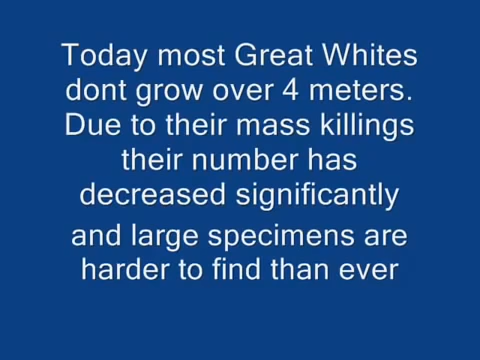 Today most Great Whites
dont grow over 4 meters.
Due to their mass killings
their number has
decreased significantly
and large specimens are
harder to find than ever